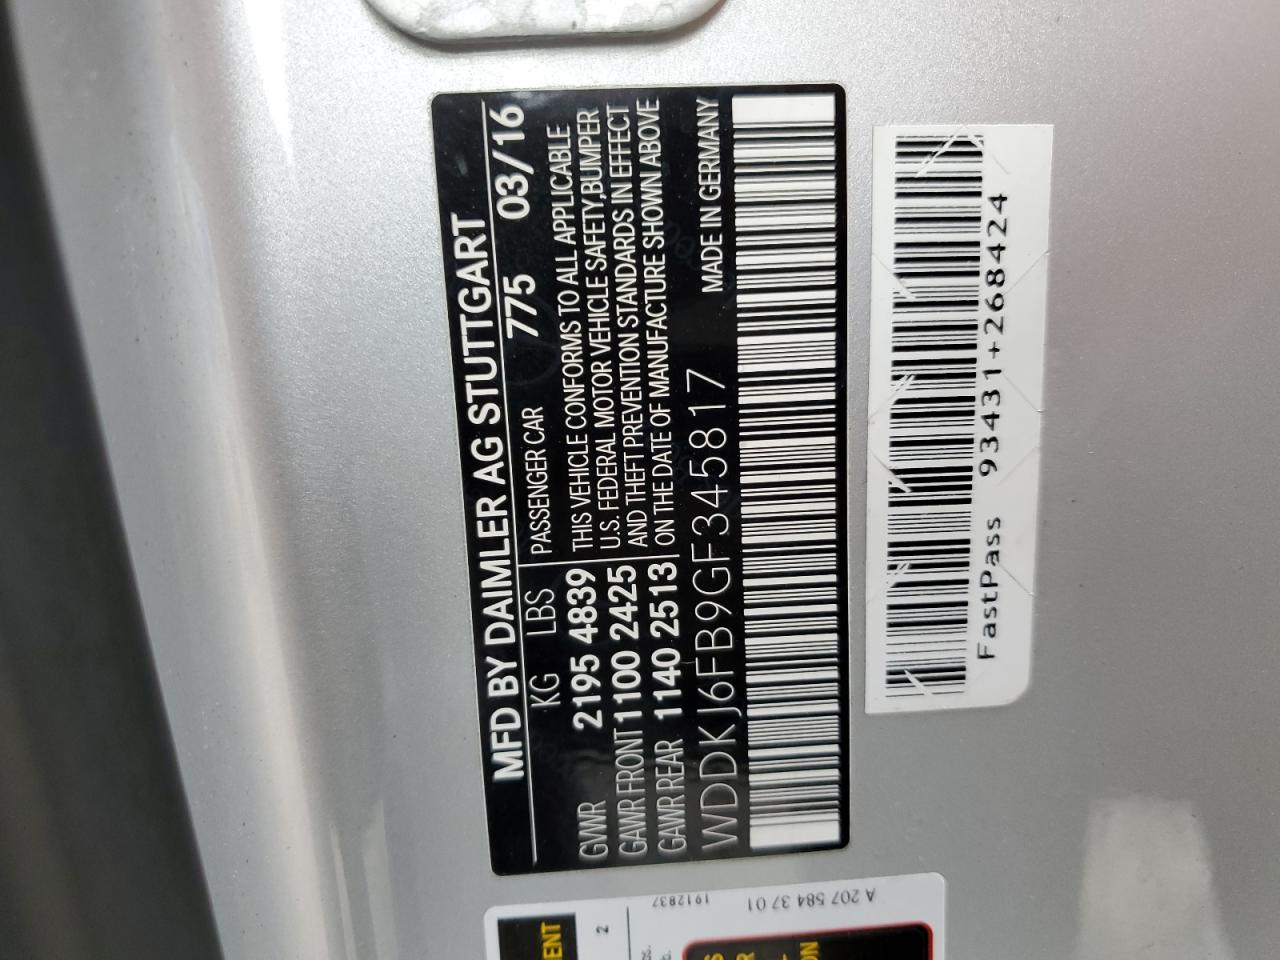 MFD BY DAIMLER AG STUTTGART
KG LBS PASSENGER CAR 775 03/16
GVWR 2195 4839 THIS VEHICLE CONFORMS TO ALL APPLICABLE
U.S. FEDERAL MOTOR VEHICLE SAFETY,BUMPER
GAWR FRONT 1100 2425 AND THEFT PREVENTION STANDARDS IN EFFECT
GAWR REAR 1140 2513 ON THE DATE OF MANUFACTURE SHOWN ABOVE
WDDKJ6FB9GF345817 MADE IN GERMANY
FastPass 93431+268424
2
1912837
A 207 584 37 01